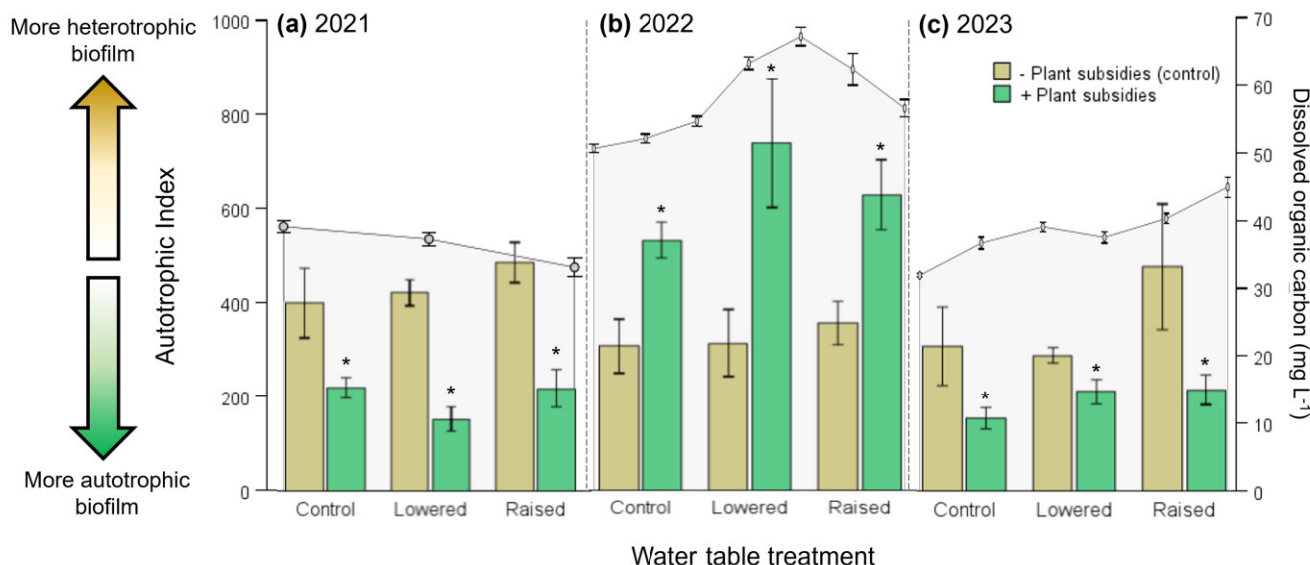 More heterotrophic
biofilm
More autotrophic
biofilm
Autotrophic Index
1000
800
600
400
200
0
(a) 2021
(b) 2022
(c) 2023
- Plant subsidies (control)
+ Plant subsidies
*
*
*
*
*
*
*
*
*
70
60
50
40
30
20
10
0
Dissolved organic carbon (mg L-1)
Control Lowered Raised
Control Lowered Raised
Control Lowered Raised
Water table treatment